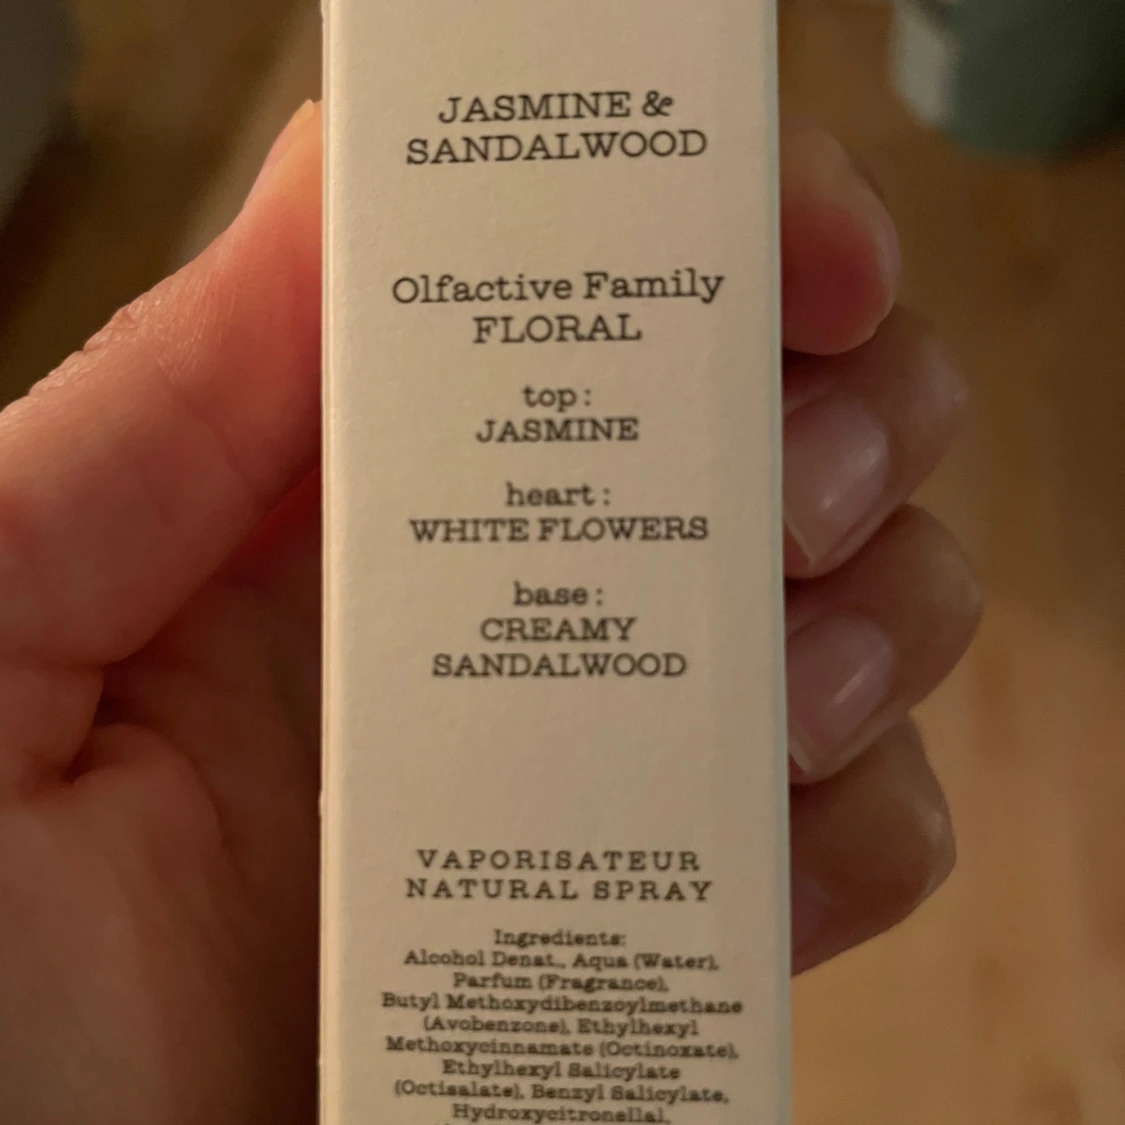 JASMINE &
SANDALWOOD
Olfactive Family
FLORAL
top:
JASMINE
heart:
WHITE FLOWERS
base:
CREAMY
SANDALWOOD
VAPORISATEUR
NATURAL SPRAY
Ingredients:
Alcohol Denat., Aqua (Water),
Parfum (Fragrance),
Butyl Methoxydibenzoylmethane
(Avobenzone), Ethylhexyl
Methoxycinnamate (Octinoxate),
Ethylhexyl Salicylate
(Octisalate), Benzyl Salicylate,
Hydroxycitronellal,